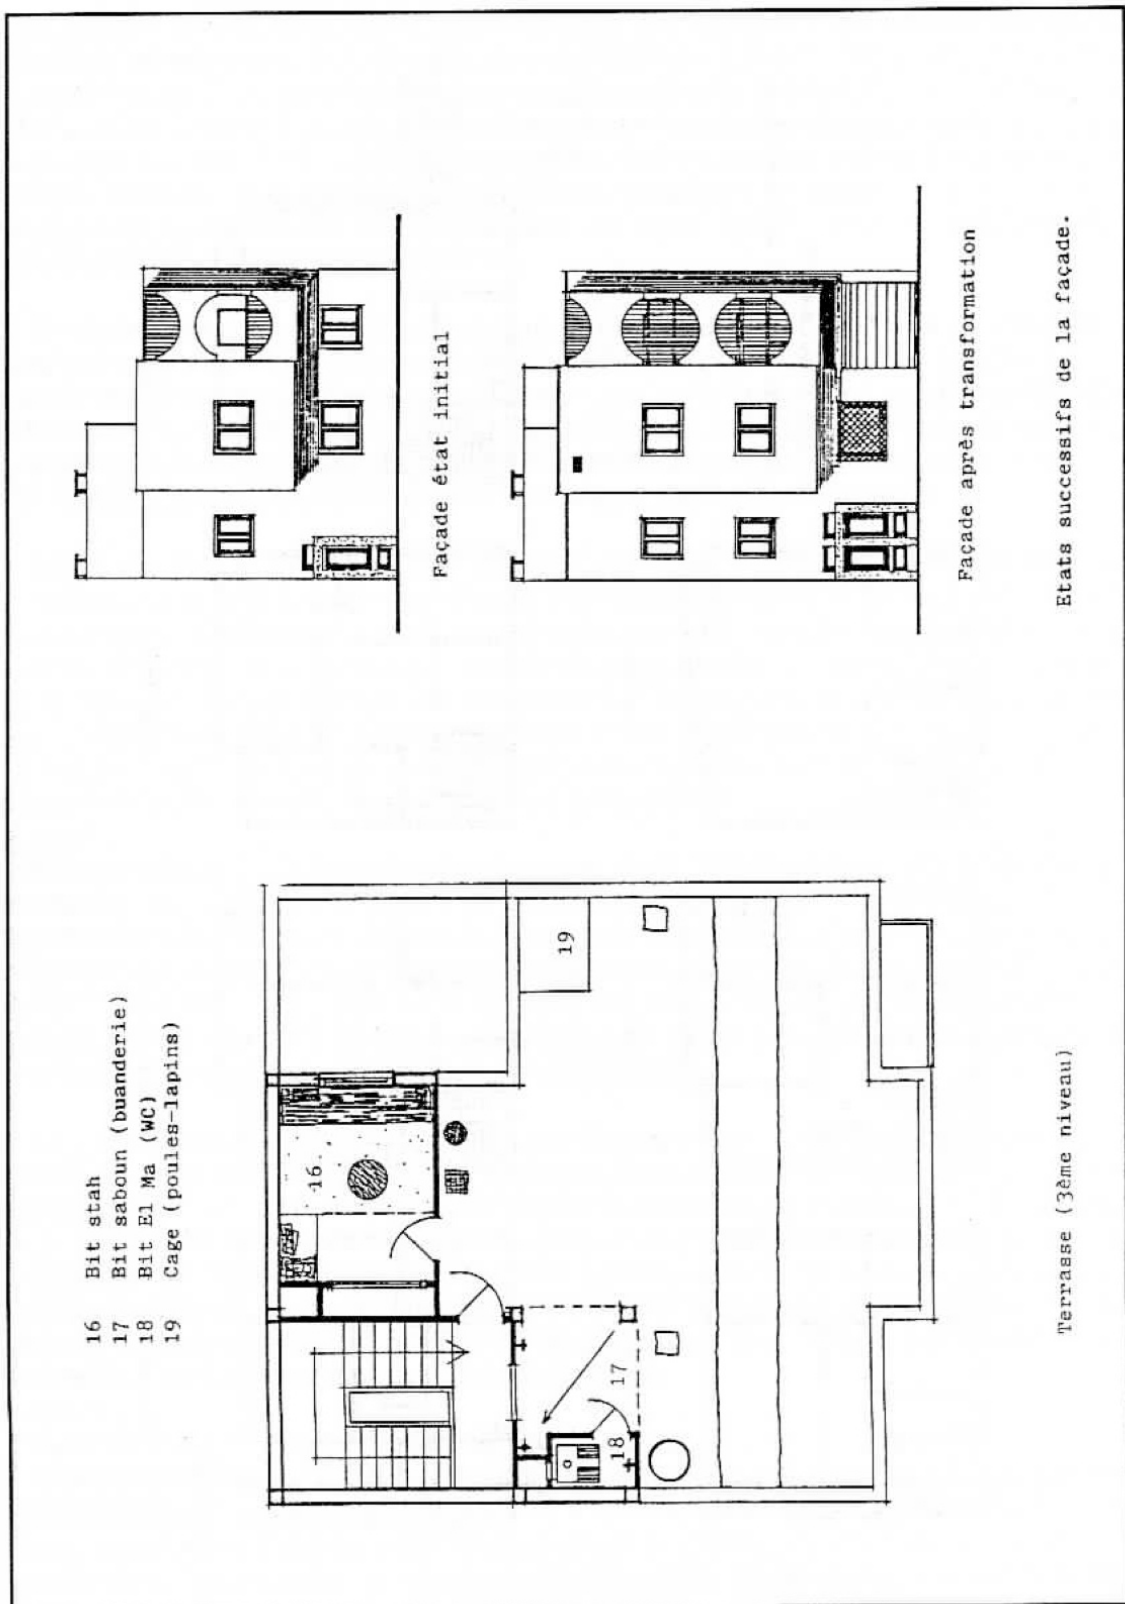 16 Bit stah
17 Bit saboun (buanderie)
18 Bit El Ma (WC)
19 Cage (poules-lapins)
16
17
18
19
Terrasse (3ème niveau)
Façade état initial
Façade après transformation
Etats successifs de la façade.